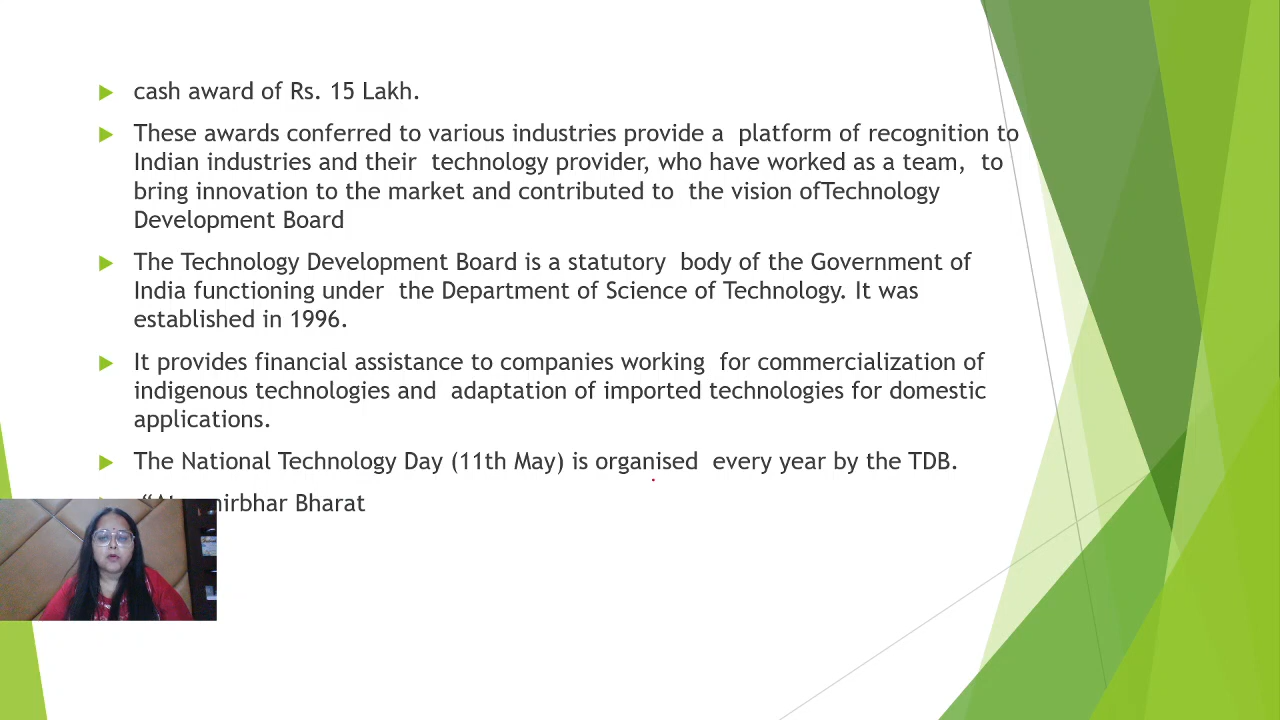 cash award of Rs. 15 Lakh.
These awards conferred to various industries provide a platform of recognition to
Indian industries and their technology provider, who have worked as a team, to
bring innovation to the market and contributed to the vision ofTechnology
Development Board
The Technology Development Board is a statutory body of the Government of
India functioning under the Department of Science of Technology. It was
established in 1996.
It provides financial assistance to companies working for commercialization of
indigenous technologies and adaptation of imported technologies for domestic
applications.
The National Technology Day (11th May) is organised every year by the TDB.
Bharat